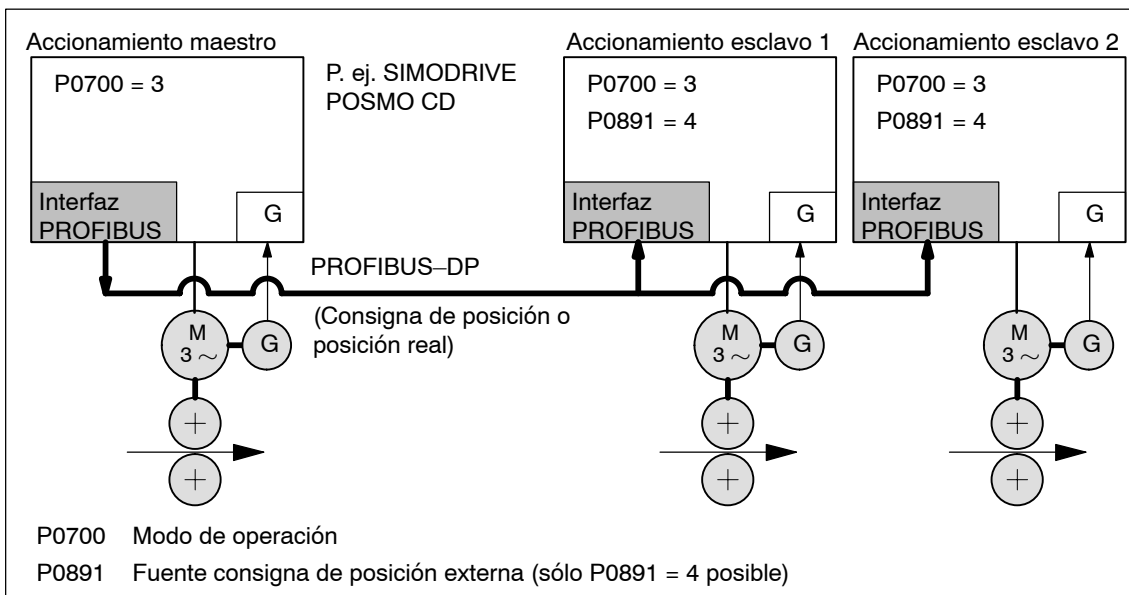 Accionamiento maestro
P0700 = 3
Interfaz
PROFIBUS
G
P. ej. SIMODRIVE
POSMO CD
Accionamiento esclavo 1
P0700 = 3
P0891 = 4
Interfaz
PROFIBUS
G
Accionamiento esclavo 2
P0700 = 3
P0891 = 4
Interfaz
PROFIBUS
G
PROFIBUS–DP
(Consigna de posición o
posición real)
M
3 ~
G
+
+
M
3 ~
G
+
+
M
3 ~
G
+
+
P0700 Modo de operación
P0891 Fuente consigna de posición externa (sólo P0891 = 4 posible)